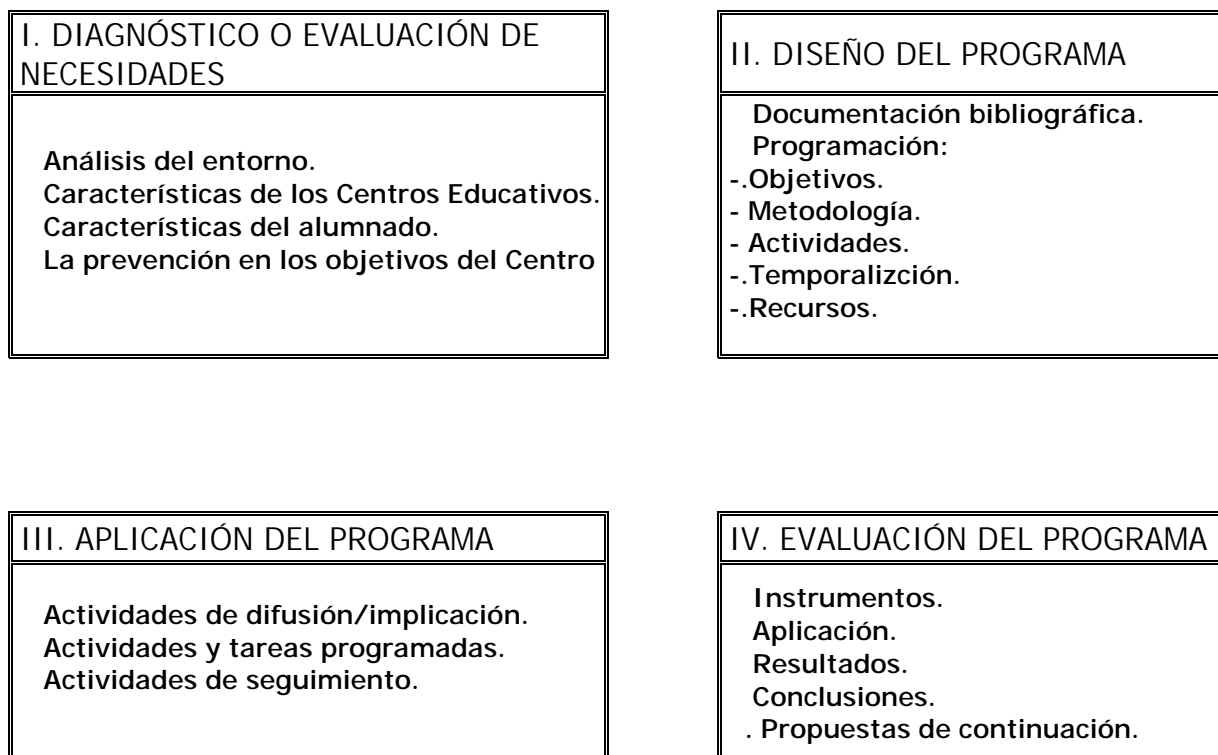 I. DIAGNÓSTICO O EVALUACIÓN DE
NECESIDADES
Análisis del entorno.
Características de los Centros Educativos.
Características del alumnado.
La prevención en los objetivos del Centro
II. DISEÑO DEL PROGRAMA
Documentación bibliográfica.
Programación:
-.Objetivos.
- Metodología.
- Actividades.
-.Temporalizción.
-.Recursos.
III. APLICACIÓN DEL PROGRAMA
Actividades de difusión/implicación.
Actividades y tareas programadas.
Actividades de seguimiento.
IV. EVALUACIÓN DEL PROGRAMA
Instrumentos.
Aplicación.
Resultados.
Conclusiones.
. Propuestas de continuación.